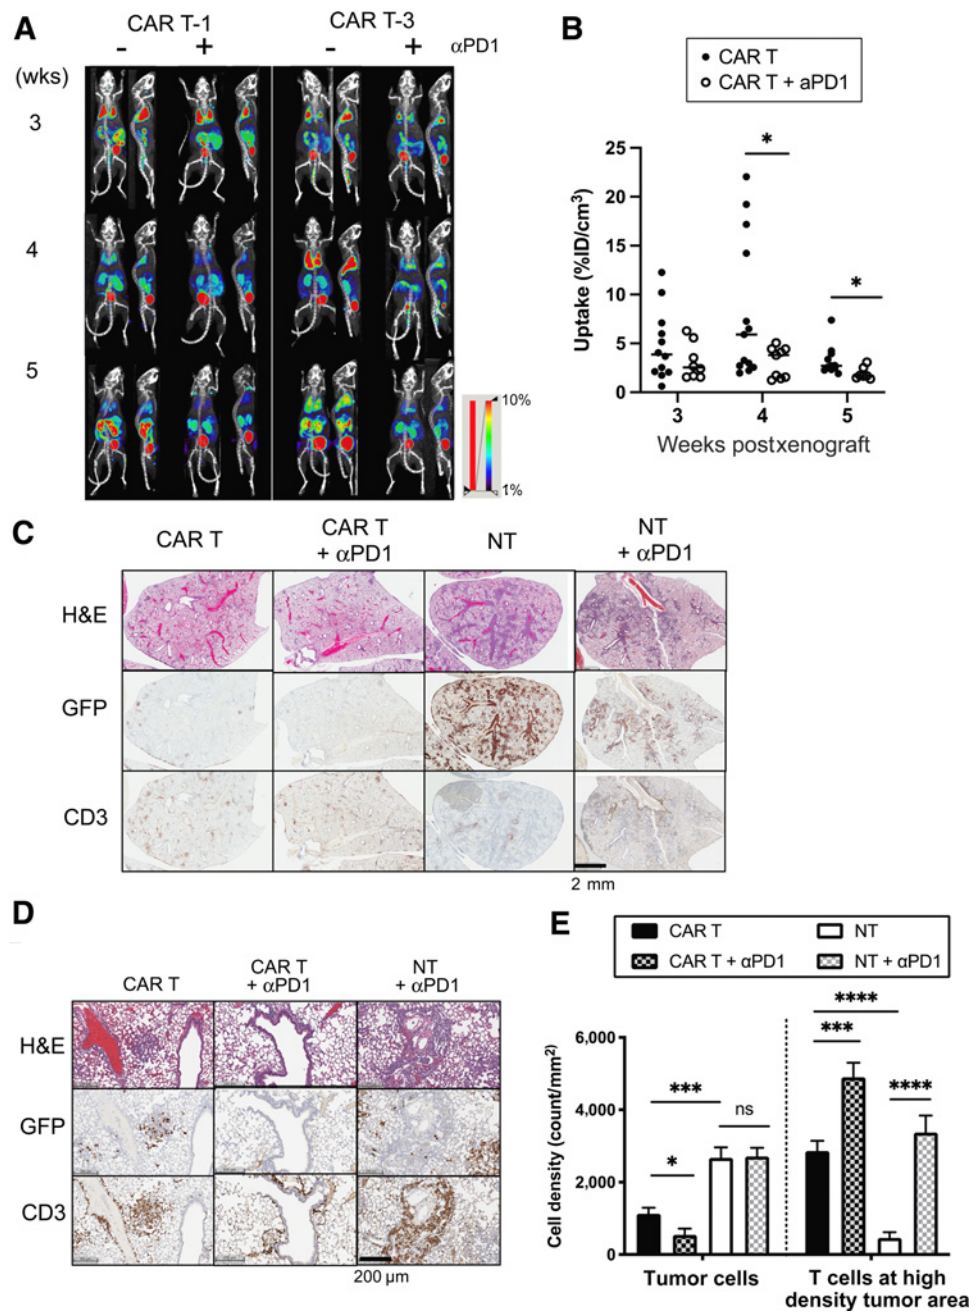 A
CAR T-1
CAR T-3
- + - + αPD1
(wks)
3
4
5
10%
1%
B
CAR T
CAR T + aPD1
*
*
25
20
15
10
5
0
Uptake (%ID/cm³)
3 4 5
Weeks postxenograft
C
CAR T
CAR T + αPD1
NT
NT + αPD1
H&E
GFP
CD3
2 mm
D
CAR T
CAR T + αPD1
NT + αPD1
H&E
GFP
CD3
200 µm
E
CAR T
NT
CAR T + αPD1
NT + αPD1
****
***
***
****
ns
*
6,000
4,000
2,000
0
Cell density (count/mm²)
Tumor cells
T cells at high
density tumor area